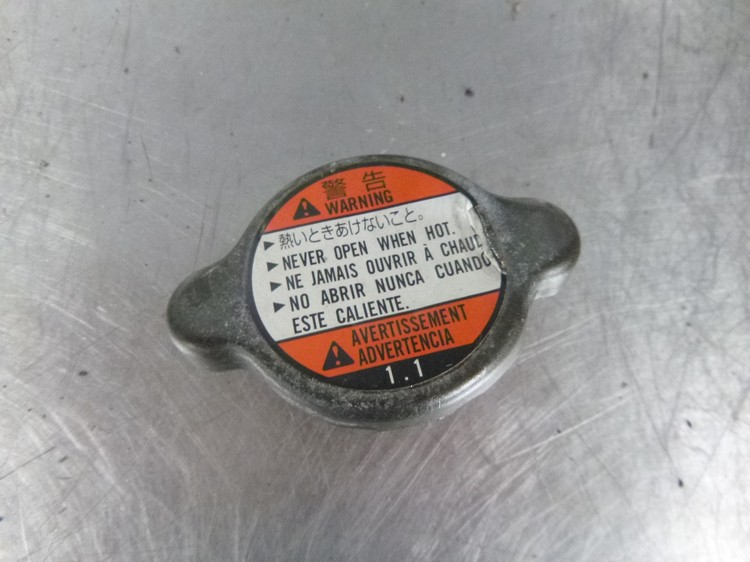 警告
WARNING
▶熱いときあけないこと。
▶NEVER OPEN WHEN HOT.
▶NE JAMAIS OUVRIR À
▶NO ABRIR NUNCA CUANDO
ESTE CALIENTE.
AVERTISSEMENT
ADVERTENCIA
1.1